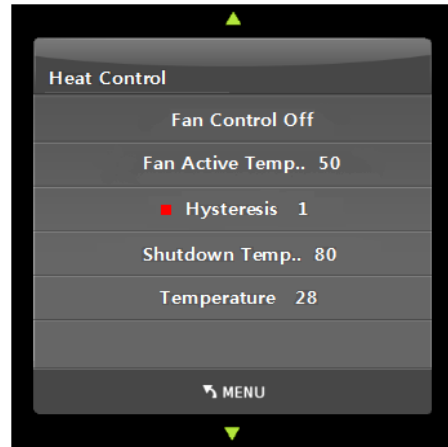 Heat Control
Fan Control Off
Fan Active Temp.. 50
Hysteresis 1
Shutdown Temp.. 80
Temperature 28
MENU